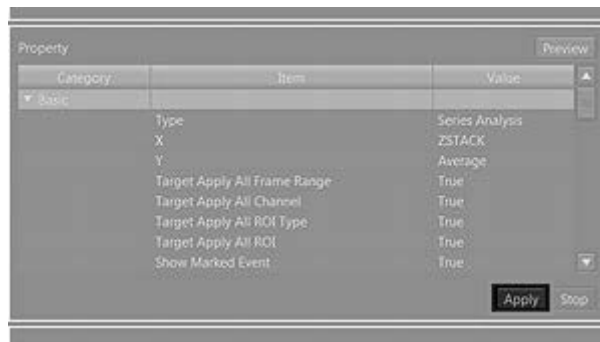 Property
Preview
Category Item Value
Basic
Type Series Analysis
X ZSTACK
Y Average
Target Apply All Frame Range True
Target Apply All Channel True
Target Apply All ROI Type True
Target Apply All ROI True
Show Marked Event True
Apply Stop